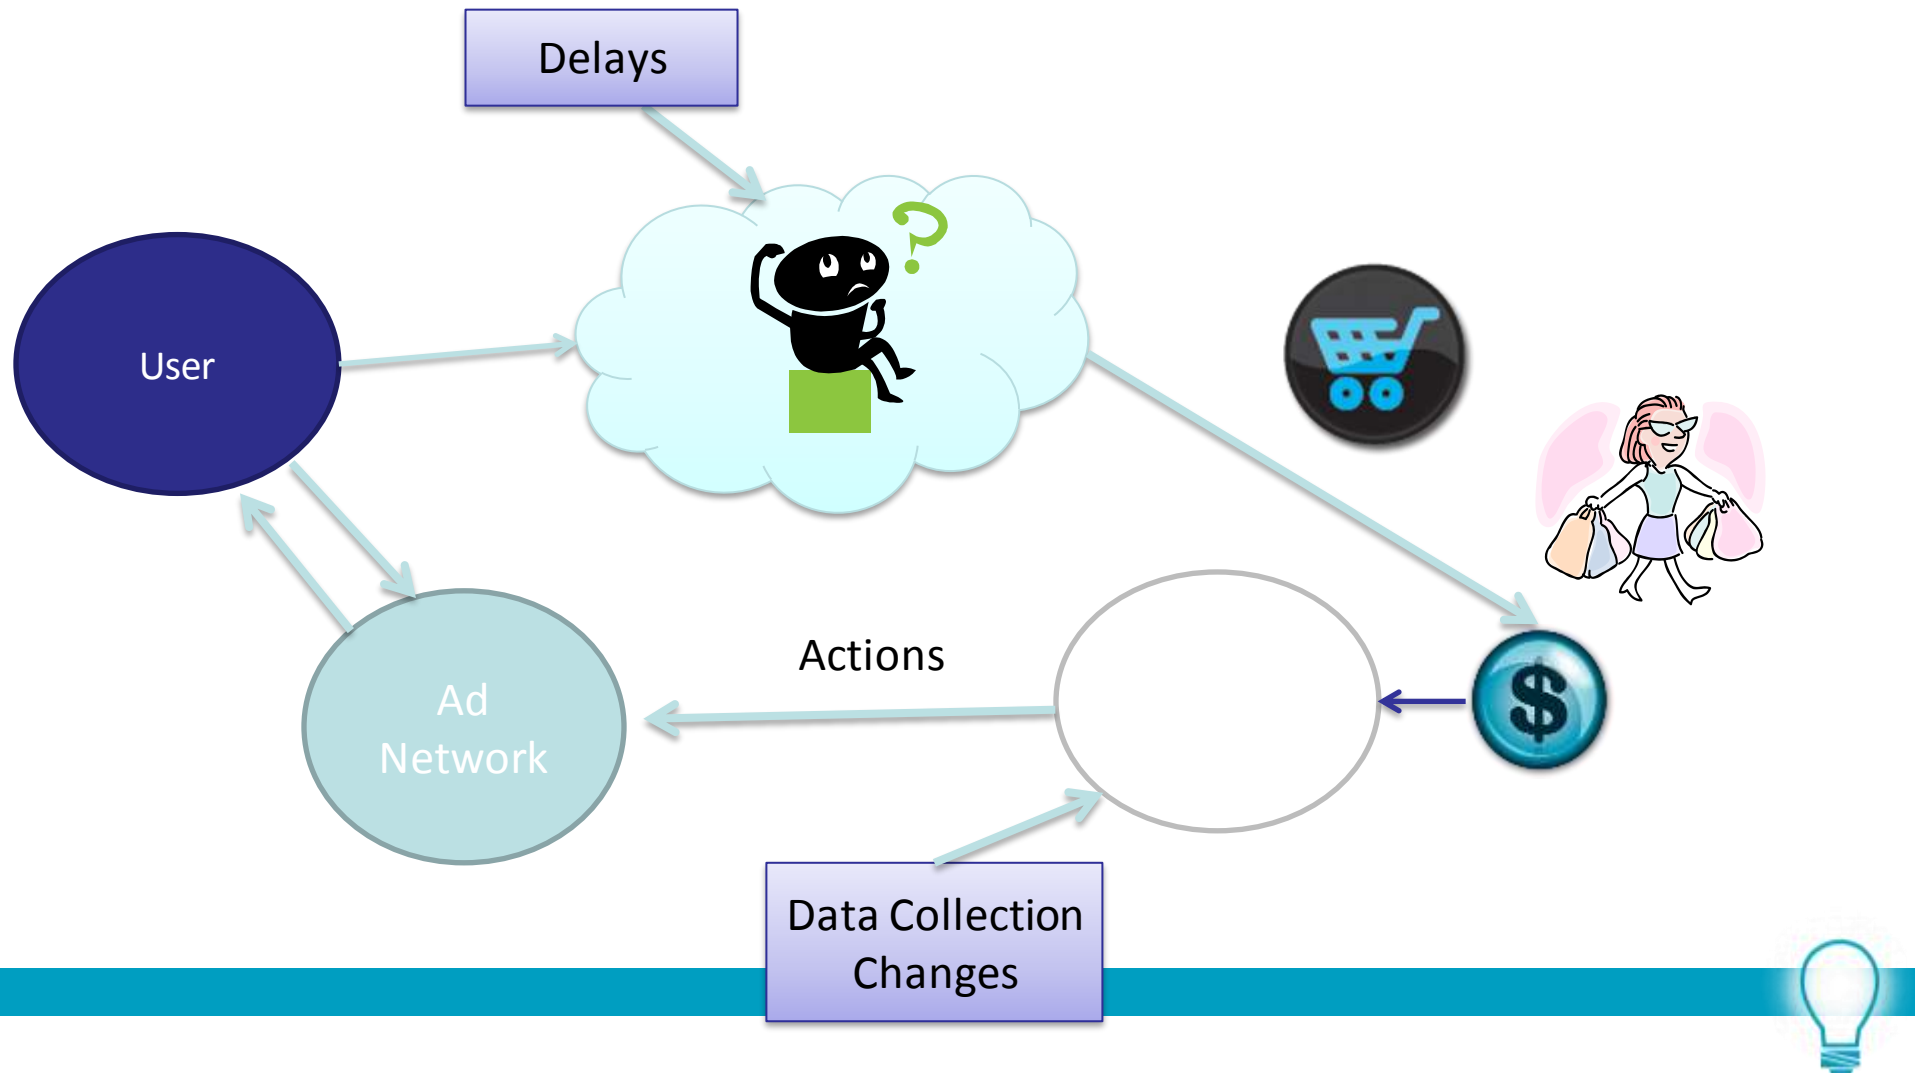 Delays
User
Actions
Ad
Network
$
Data Collection
Changes